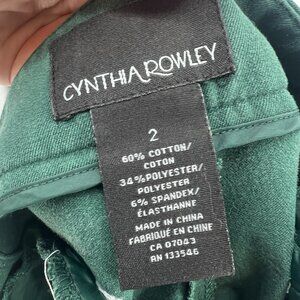 CYNTHIA ROWLEY
2
60% COTTON/
COTON
34% POLYESTER/
POLYESTER
6% SPANDEX/
ÉLASTHANNE
MADE IN CHINA
FABRIQUÉ EN CHINE
CA 07043
RN 133546